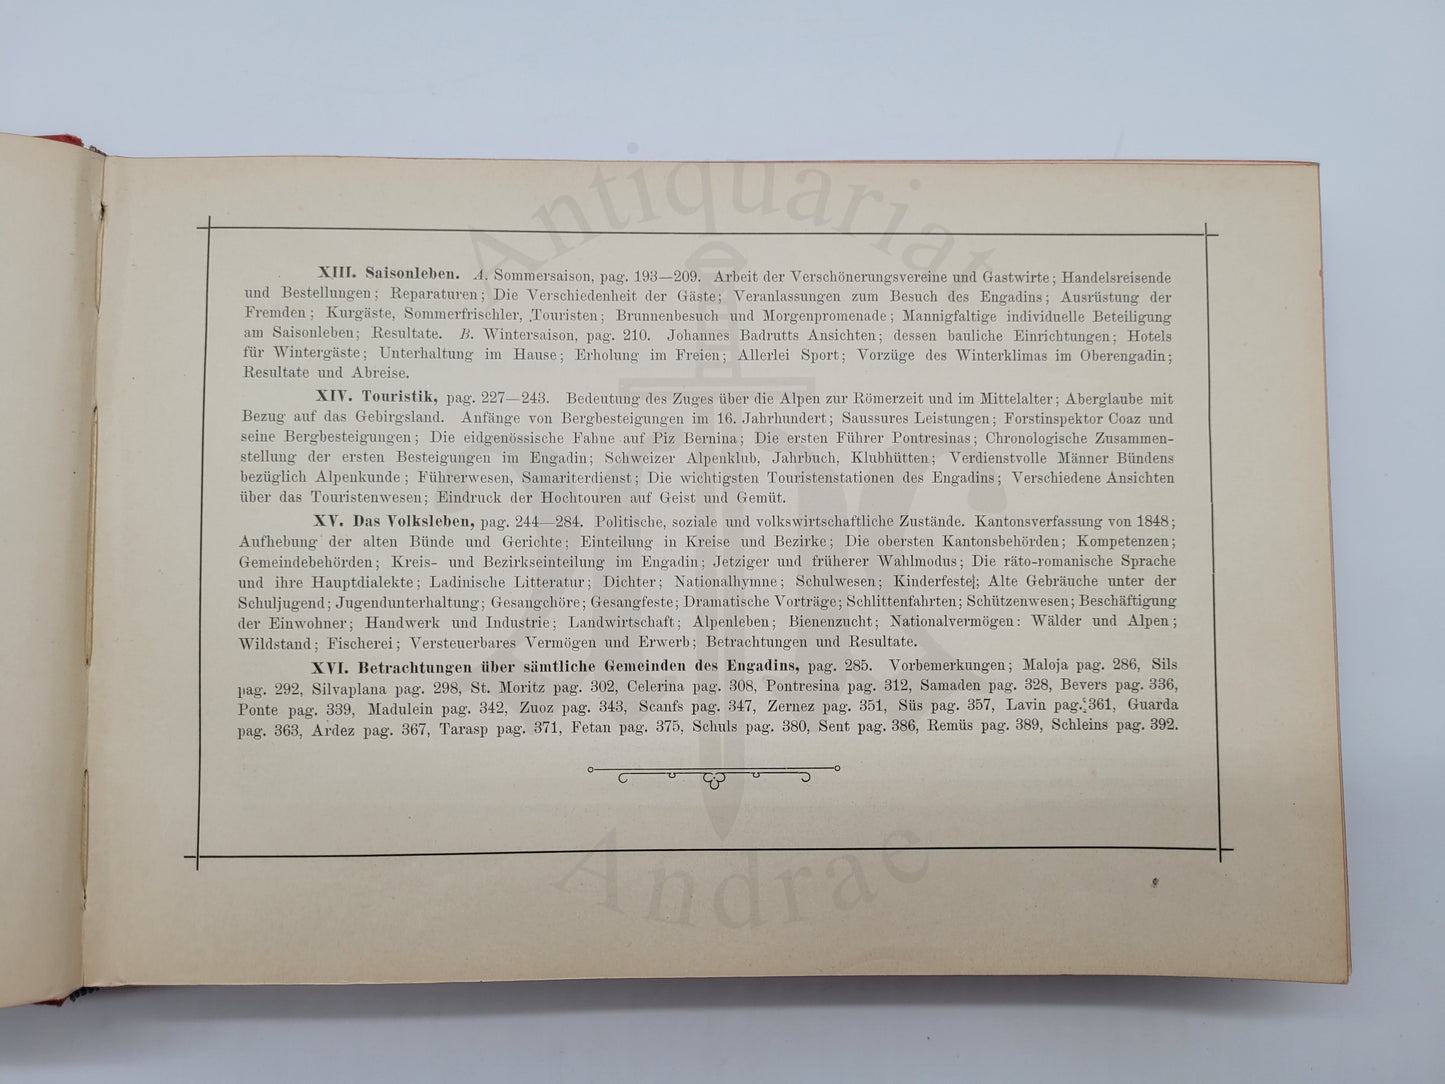 XIII. Saisonleben. A. Sommersaison, pag. 193—209. Arbeit der Verschönerungsvereine und Gastwirte; Handelsreisende
und Bestellungen; Reparaturen; Die Verschiedenheit der Gäste; Veranlassungen zum Besuch des Engadins; Ausrüstung der
Fremden; Kurgäste, Sommerfrischler, Touristen; Brunnenbesuch und Morgenpromenade; Mannigfaltige individuelle Beteiligung
am Saisonleben; Resultate. B. Wintersaison, pag. 210. Johannes Badrutts Ansichten; dessen bauliche Einrichtungen; Hotels
für Wintergäste; Unterhaltung im Hause; Erholung im Freien; Allerlei Sport; Vorzüge des Winterklimas im Oberengadin;
Resultate und Abreise.
XIV. Touristik, pag. 227—243. Bedeutung des Zuges über die Alpen zur Römerzeit und im Mittelalter; Aberglaube mit
Bezug auf das Gebirgsland. Anfänge von Bergbesteigungen im 16. Jahrhundert; Saussures Leistungen; Forstinspektor Coaz und
seine Bergbesteigungen; Die eidgenössische Fahne auf Piz Bernina; Die ersten Führer Pontresinas; Chronologische Zusammen-
stellung der ersten Besteigungen im Engadin; Schweizer Alpenklub, Jahrbuch, Klubhütten; Verdienstvolle Männer Bündens
bezüglich Alpenkunde; Führerwesen, Samariterdienst; Die wichtigsten Touristenstationen des Engadins; Verschiedene Ansichten
über das Touristenwesen; Eindruck der Hochtouren auf Geist und Gemüt.
XV. Das Volksleben, pag. 244—284. Politische, soziale und volkswirtschaftliche Zustände. Kantonsverfassung von 1848;
Aufhebung der alten Bünde und Gerichte; Einteilung in Kreise und Bezirke; Die obersten Kantonsbehörden; Kompetenzen;
Gemeindebehörden; Kreis- und Bezirkseinteilung im Engadin; Jetziger und früherer Wahlmodus; Die räto-romanische Sprache
und ihre Hauptdialekte; Ladinische Litteratur; Dichter; Nationalhymne; Schulwesen; Kinderfeste; Alte Gebräuche unter der
Schuljugend; Jugendunterhaltung; Gesangchöre; Gesangfeste; Dramatische Vorträge; Schlittenfahrten; Schützenwesen; Beschäftigung
der Einwohner; Handwerk und Industrie; Landwirtschaft; Alpenleben; Bienenzucht; Nationalvermögen: Wälder und Alpen;
Wildstand; Fischerei; Versteuerbares Vermögen und Erwerb; Betrachtungen und Resultate.
XVI. Betrachtungen über sämtliche Gemeinden des Engadins, pag. 285. Vorbemerkungen; Maloja pag. 286, Sils
pag. 292, Silvaplana pag. 298, St. Moritz pag. 302, Celerina pag. 308, Pontresina pag. 312, Samaden pag. 328, Bevers pag. 336,
Ponte pag. 339, Madulein pag. 342, Zuoz pag. 343, Scanfs pag. 347, Zernez pag. 351, Süs pag. 357, Lavin pag. 361, Guarda
pag. 363, Ardez pag. 367, Tarasp pag. 371, Fetan pag. 375, Schuls pag. 380, Sent pag. 386, Remüs pag. 389, Schleins pag. 392.
Antiquariat
Andrae